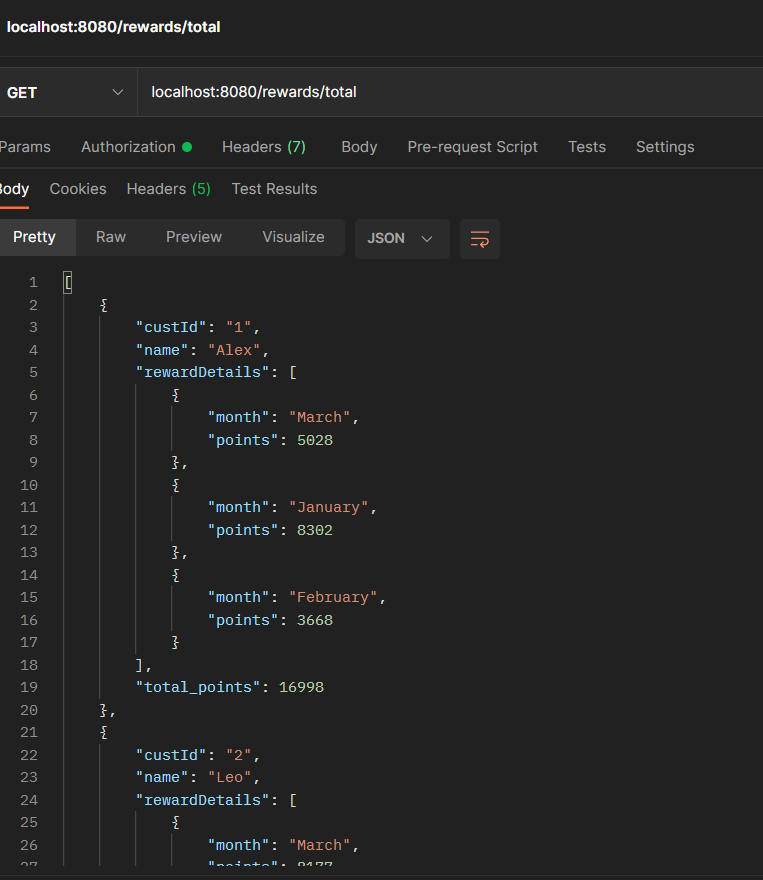 localhost:8080/rewards/total
GET localhost:8080/rewards/total
Params Authorization Headers (7) Body Pre-request Script Tests Settings
Body Cookies Headers (5) Test Results
Pretty Raw Preview Visualize JSON
1 [
2 {
3 "custId": "1",
4 "name": "Alex",
5 "rewardDetails": [
6 {
7 "month": "March",
8 "points": 5028
9 },
10 {
11 "month": "January",
12 "points": 8302
13 },
14 {
15 "month": "February",
16 "points": 3668
17 }
18 ],
19 "total_points": 16998
20 },
21 {
22 "custId": "2",
23 "name": "Leo",
24 "rewardDetails": [
25 {
26 "month": "March",
27 "points": 8177